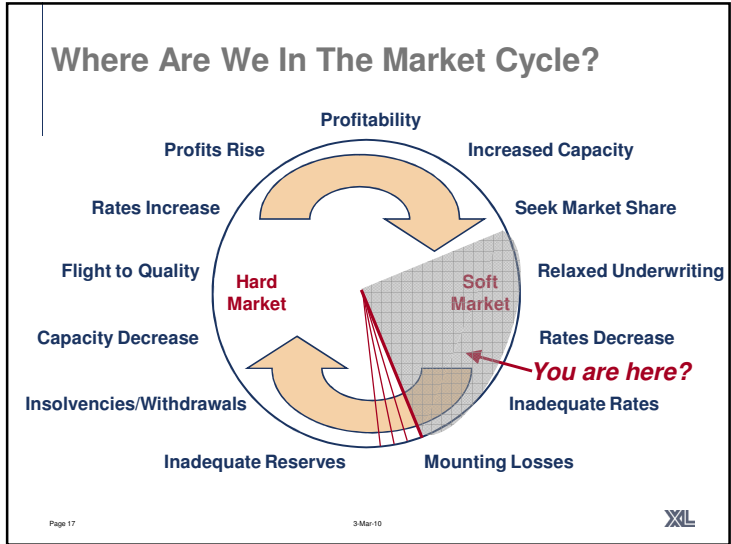 Where Are We In The Market Cycle?
Profitability
Profits Rise
Increased Capacity
Rates Increase
Seek Market Share
Flight to Quality
Hard
Market
Soft
Market
Relaxed Underwriting
Capacity Decrease
Rates Decrease
You are here?
Insolvencies/Withdrawals
Inadequate Rates
Inadequate Reserves
Mounting Losses
Page 17
3-Mar-10
XL